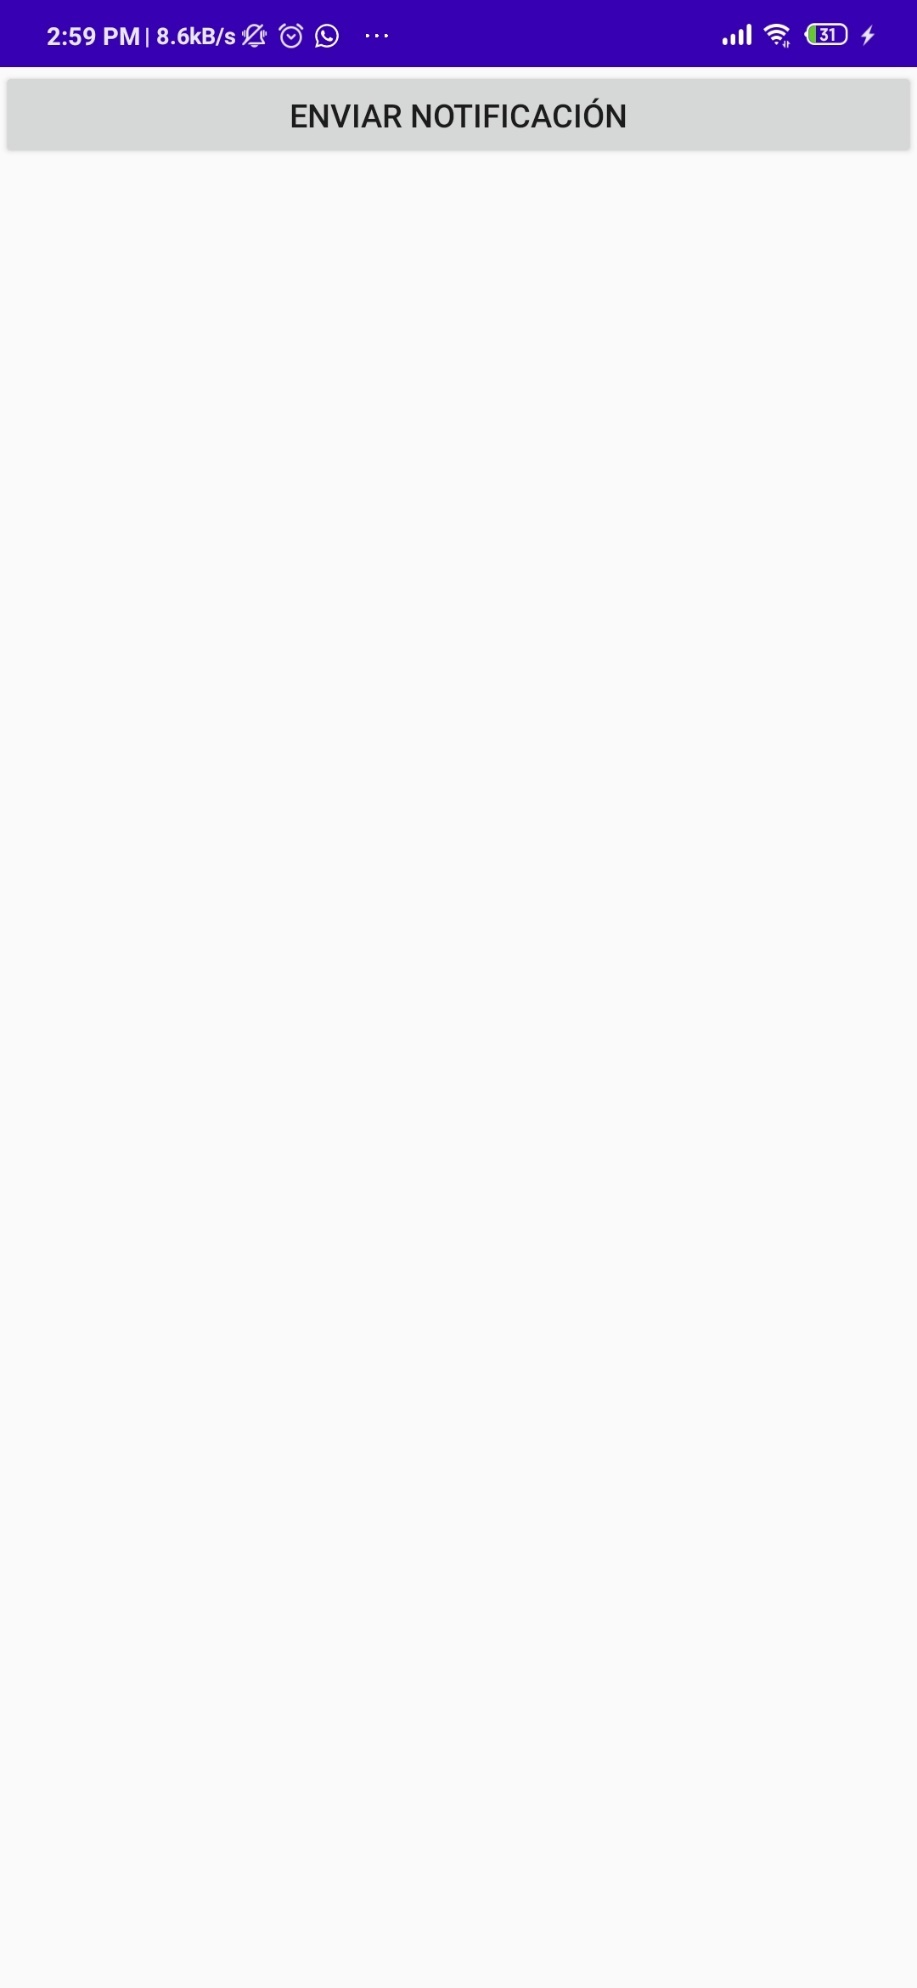 2:59 PM | 8.6kB/s 31
ENVIAR NOTIFICACIÓN